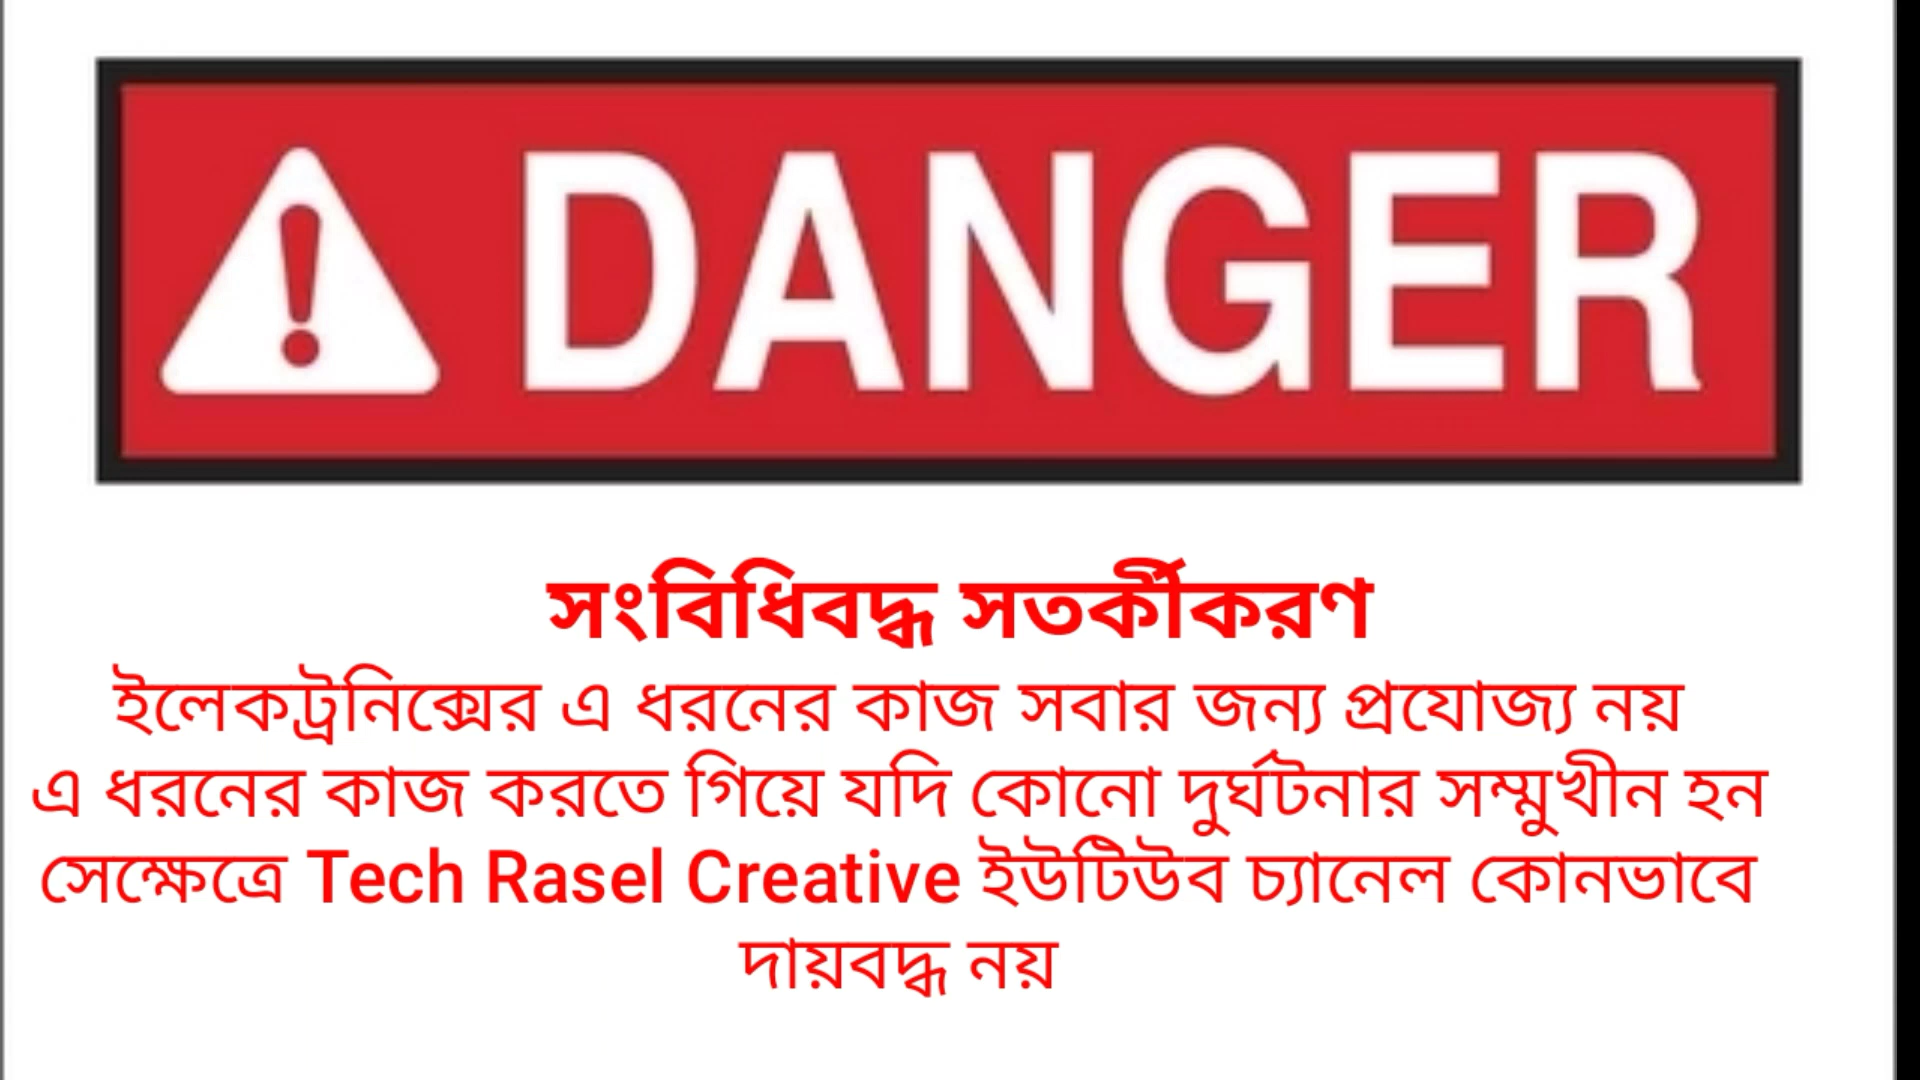 DANGER
সংবিধিবদ্ধ সতর্কীকরণ
ইলেকট্রনিক্সের এ ধরনের কাজ সবার জন্য প্রযোজ্য নয়
এ ধরনের কাজ করতে গিয়ে যদি কোনো দুর্ঘটনার সম্মুখীন হন
সেক্ষেত্রে Tech Rasel Creative ইউটিউব চ্যানেল কোনভাবে
দায়বদ্ধ নয়